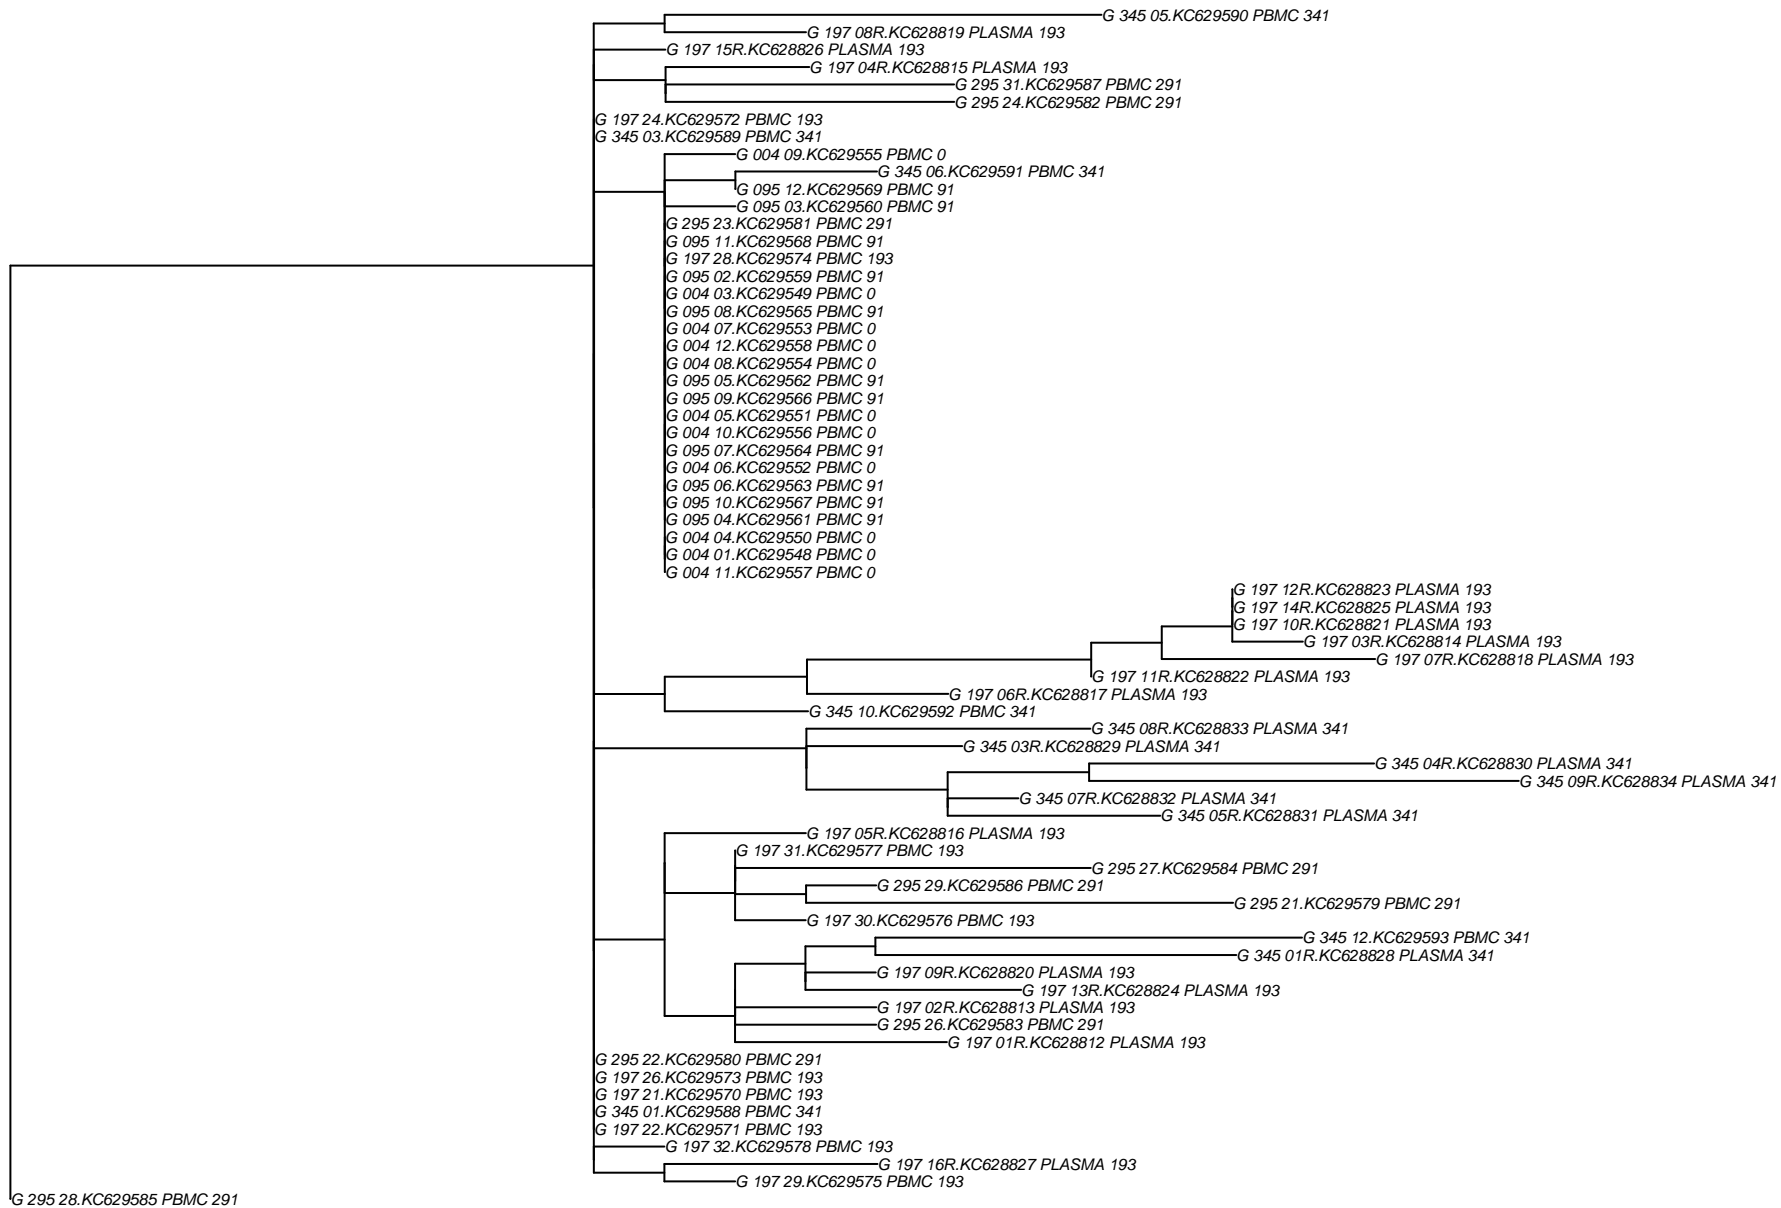 G 345 05.KC629590 PBMC 341
G 197 08R.KC628819 PLASMA 193
G 197 15R.KC628826 PLASMA 193
G 197 04R.KC628815 PLASMA 193
G 295 31.KC629587 PBMC 291
G 295 24.KC629582 PBMC 291
G 197 24.KC629572 PBMC 193
G 345 03.KC629589 PBMC 341
G 004 09.KC629555 PBMC 0
G 345 06.KC629591 PBMC 341
G 095 12.KC629569 PBMC 91
G 095 03.KC629560 PBMC 91
G 295 23.KC629581 PBMC 291
G 095 11.KC629568 PBMC 91
G 197 28.KC629574 PBMC 193
G 095 02.KC629559 PBMC 91
G 004 03.KC629549 PBMC 0
G 095 08.KC629565 PBMC 91
G 004 07.KC629553 PBMC 0
G 004 12.KC629558 PBMC 0
G 004 08.KC629554 PBMC 0
G 095 05.KC629562 PBMC 91
G 095 09.KC629566 PBMC 91
G 004 05.KC629551 PBMC 0
G 004 10.KC629556 PBMC 0
G 095 07.KC629564 PBMC 91
G 004 06.KC629552 PBMC 0
G 095 06.KC629563 PBMC 91
G 095 10.KC629567 PBMC 91
G 095 04.KC629561 PBMC 91
G 004 04.KC629550 PBMC 0
G 004 01.KC629548 PBMC 0
G 004 11.KC629557 PBMC 0
G 197 12R.KC628823 PLASMA 193
G 197 14R.KC628825 PLASMA 193
G 197 10R.KC628821 PLASMA 193
G 197 03R.KC628814 PLASMA 193
G 197 07R.KC628818 PLASMA 193
G 197 11R.KC628822 PLASMA 193
G 197 06R.KC628817 PLASMA 193
G 345 10.KC629592 PBMC 341
G 345 08R.KC628833 PLASMA 341
G 345 03R.KC628829 PLASMA 341
G 345 04R.KC628830 PLASMA 341
G 345 09R.KC628834 PLASMA 341
G 345 07R.KC628832 PLASMA 341
G 345 05R.KC628831 PLASMA 341
G 197 05R.KC628816 PLASMA 193
G 197 31.KC629577 PBMC 193
G 295 27.KC629584 PBMC 291
G 295 29.KC629586 PBMC 291
G 295 21.KC629579 PBMC 291
G 197 30.KC629576 PBMC 193
G 345 12.KC629593 PBMC 341
G 345 01R.KC628828 PLASMA 341
G 197 09R.KC628820 PLASMA 193
G 197 13R.KC628824 PLASMA 193
G 197 02R.KC628813 PLASMA 193
G 295 26.KC629583 PBMC 291
G 197 01R.KC628812 PLASMA 193
G 295 22.KC629580 PBMC 291
G 197 26.KC629573 PBMC 193
G 197 21.KC629570 PBMC 193
G 345 01.KC629588 PBMC 341
G 197 22.KC629571 PBMC 193
G 197 32.KC629578 PBMC 193
G 197 16R.KC628827 PLASMA 193
G 197 29.KC629575 PBMC 193
G 295 28.KC629585 PBMC 291